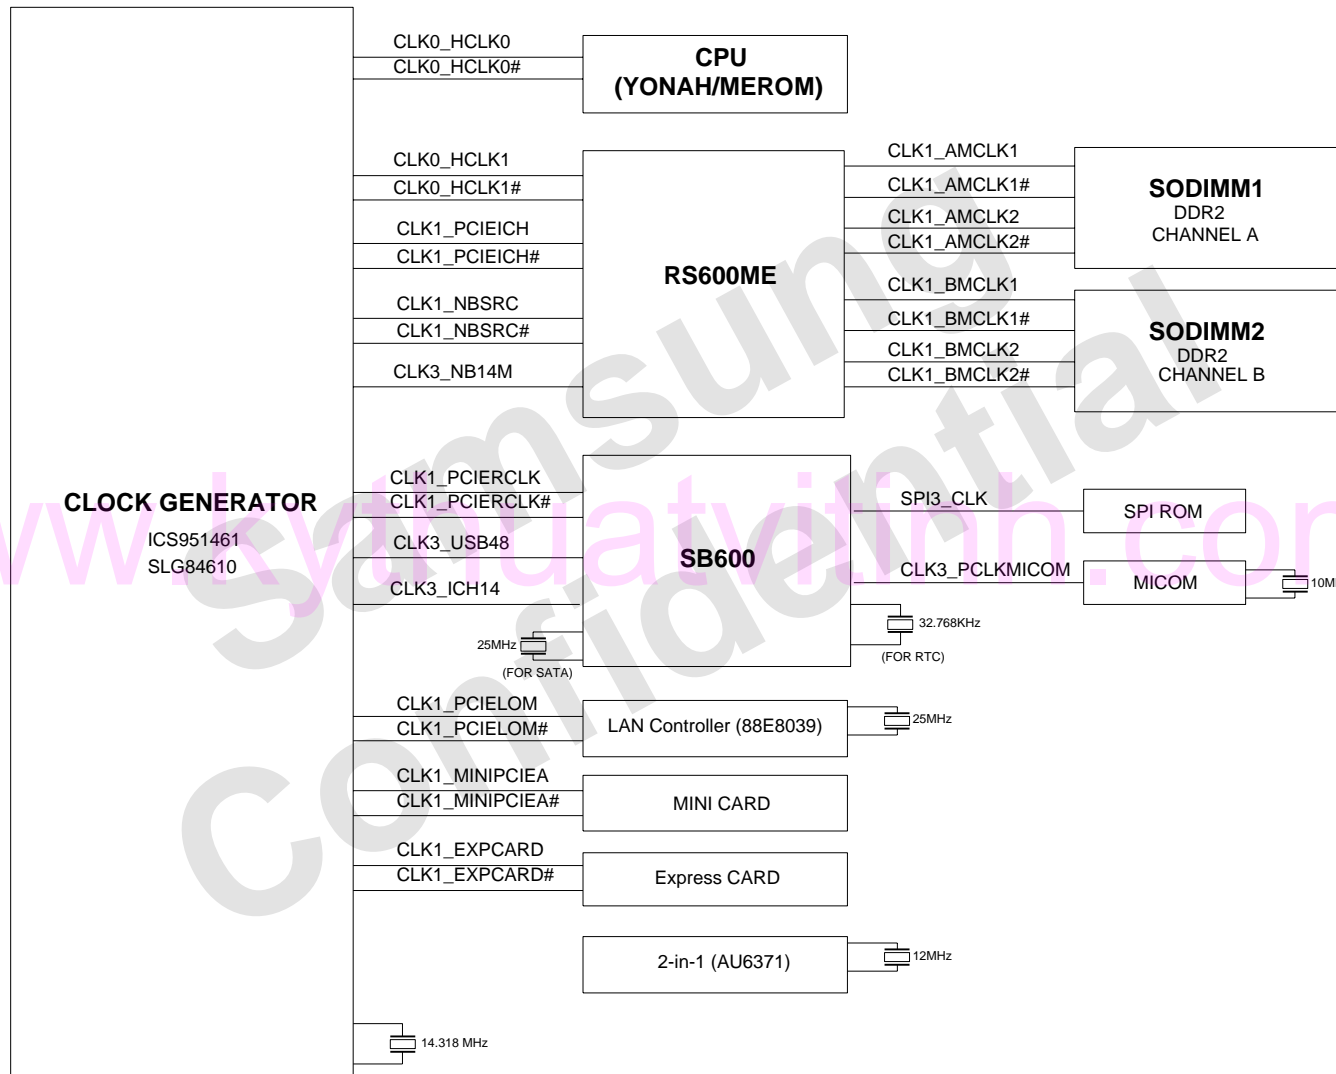 CLK0_HCLK0
CLK0_HCLK0#
CPU
(YONAH/MEROM)
CLK0_HCLK1
CLK0_HCLK1#
CLK1_PCIEICH
CLK1_PCIEICH#
CLK1_NBSRC
CLK1_NBSRC#
CLK3_NB14M
RS600ME
CLK1_AMCLK1
CLK1_AMCLK1#
CLK1_AMCLK2
CLK1_AMCLK2#
CLK1_BMCLK1
CLK1_BMCLK1#
CLK1_BMCLK2
CLK1_BMCLK2#
SODIMM1
DDR2
CHANNEL A
SODIMM2
DDR2
CHANNEL B
CLOCK GENERATOR
ICS951461
SLG84610
CLK1_PCIERCLK
CLK1_PCIERCLK#
CLK3_USB48
CLK3_ICH14
25MHz
(FOR SATA)
SB600
SPI3_CLK
SPI ROM
CLK3_PCLKMICOM
MICOM
32.768KHz
(FOR RTC)
CLK1_PCIELOM
CLK1_PCIELOM#
LAN Controller (88E8039)
25MHz
CLK1_MINIPCIEA
CLK1_MINIPCIEA#
MINI CARD
CLK1_EXPCARD
CLK1_EXPCARD#
Express CARD
2-in-1 (AU6371)
12MHz
14.318 MHz
Samsung
Confidential